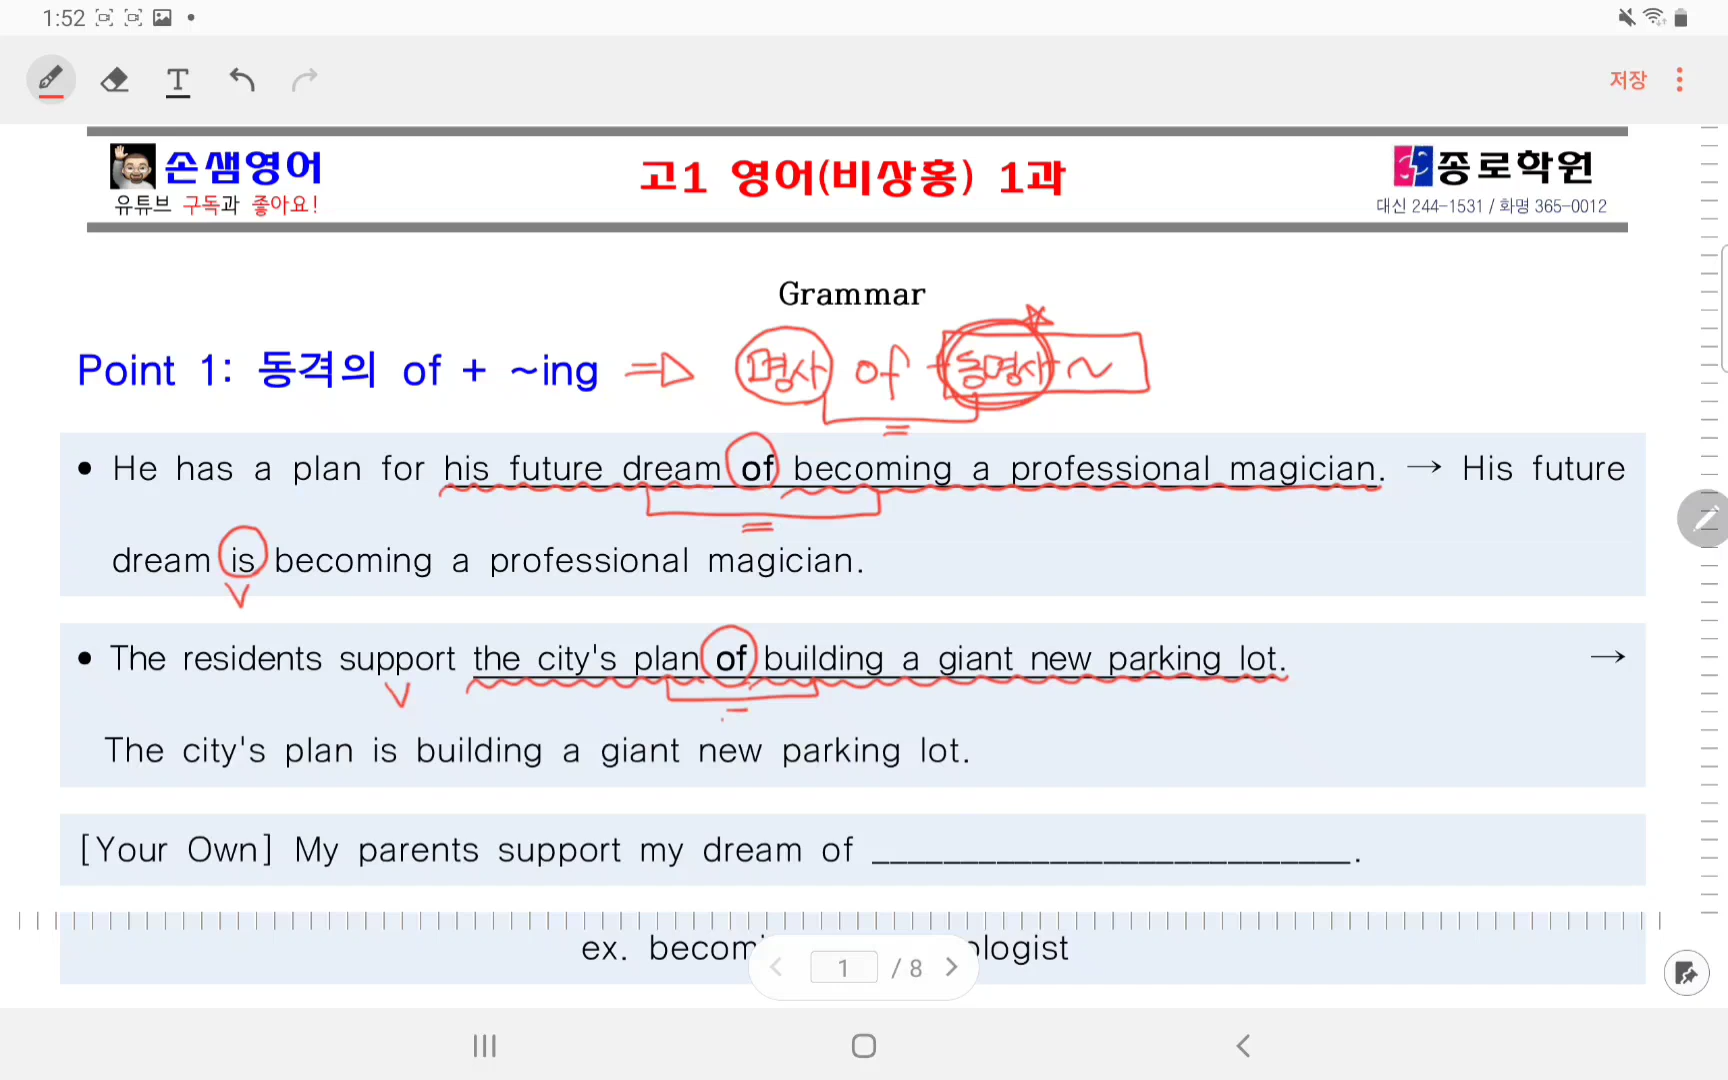 1:52
T
저장
손샘영어
유튜브 구독과 좋아요!
고1 영어(비상홍) 1과
종로학원
대신 244-1531 / 화명 365-0012
Grammar
Point 1: 동격의 of + ~ing ⇒ 명사 of + 동명사 ~
=
• He has a plan for his future dream of becoming a professional magician. → His future
=
dream is becoming a professional magician.
V
• The residents support the city's plan of building a giant new parking lot. →
V =
The city's plan is building a giant new parking lot.
[Your Own] My parents support my dream of ________________________.
ex.
1 / 8